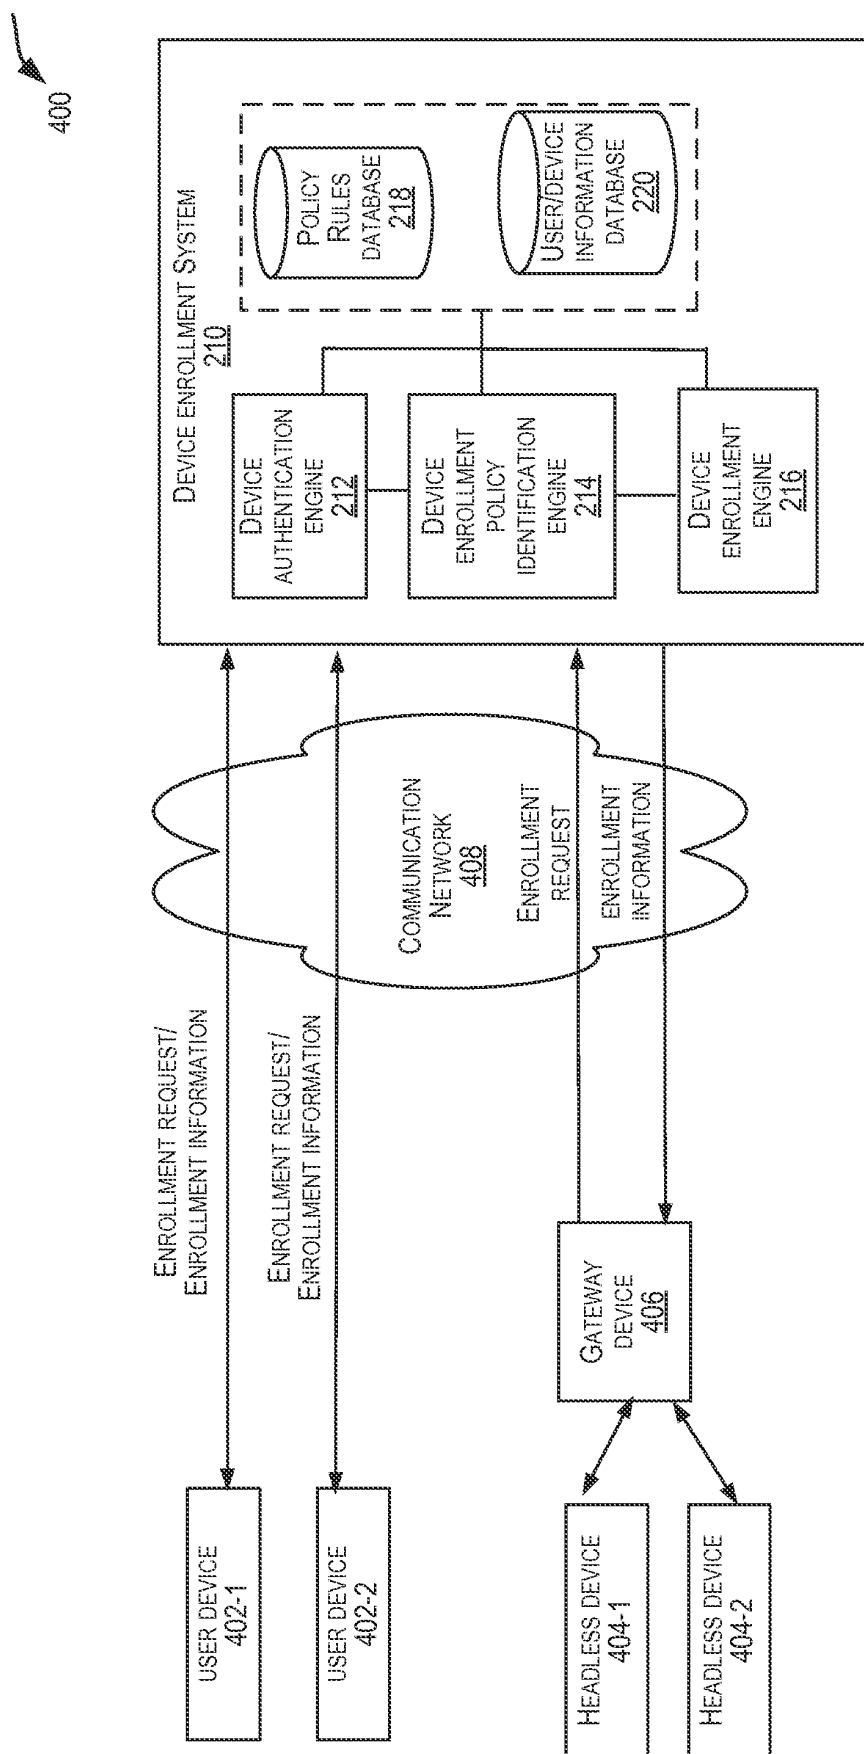 400
DEVICE ENROLLMENT SYSTEM
210
DEVICE
AUTHENTICATION
ENGINE
212
DEVICE
ENROLLMENT
POLICY
IDENTIFICATION
ENGINE
214
DEVICE
ENROLLMENT
ENGINE
216
POLICY
RULES
DATABASE
218
USER/DEVICE
INFORMATION
DATABASE
220
ENROLLMENT REQUEST/
ENROLLMENT INFORMATION
ENROLLMENT REQUEST/
ENROLLMENT INFORMATION
COMMUNICATION
NETWORK
408
ENROLLMENT
REQUEST
ENROLLMENT
INFORMATION
USER DEVICE
402-1
USER DEVICE
402-2
GATEWAY
DEVICE
406
HEADLESS DEVICE
404-1
HEADLESS DEVICE
404-2